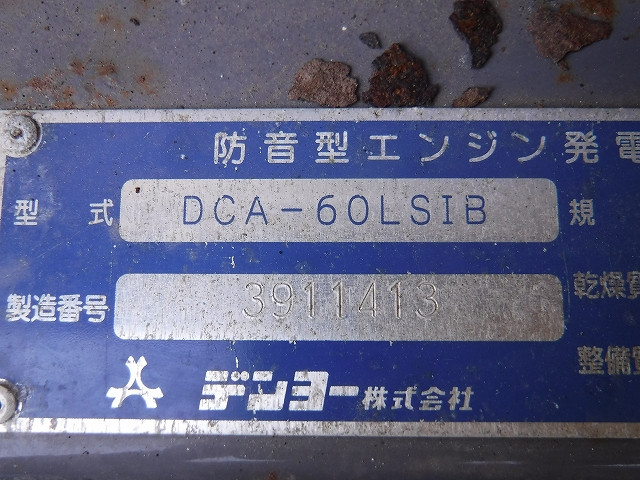 防音型エンジン発電
型式 DCA-60LSIB 規
製造番号 3911413 乾燥質
整備質
デンヨー株式会社